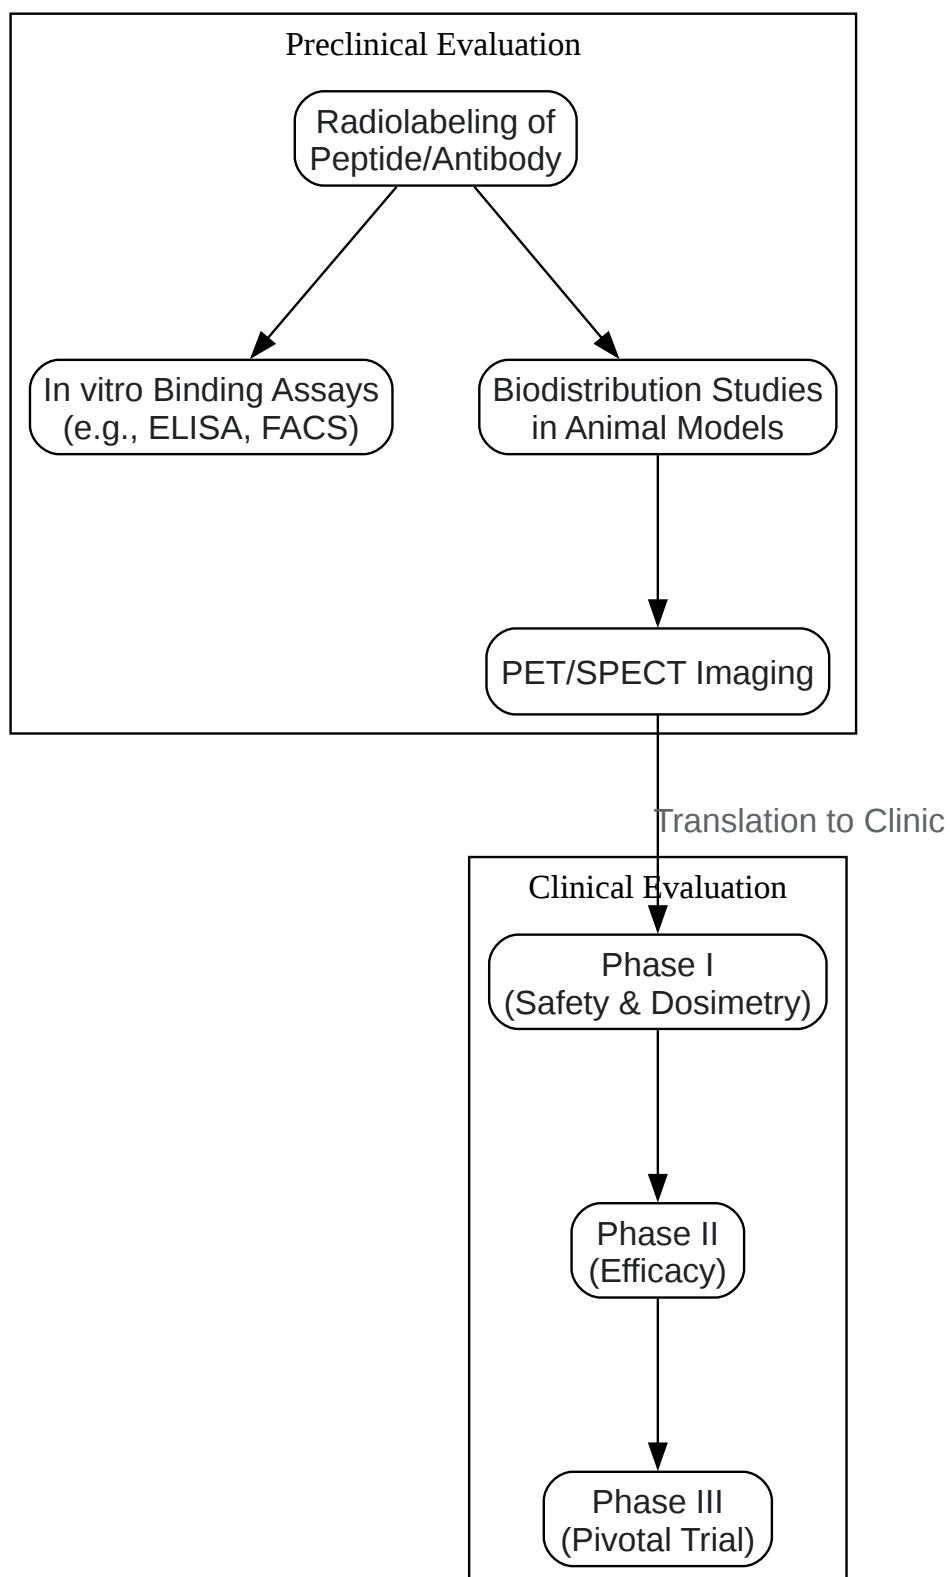 Preclinical Evaluation
Radiolabeling of
Peptide/Antibody
In vitro Binding Assays
(e.g., ELISA, FACS)
Biodistribution Studies
in Animal Models
PET/SPECT Imaging
Translation to Clinic
Clinical Evaluation
Phase I
(Safety & Dosimetry)
Phase II
(Efficacy)
Phase III
(Pivotal Trial)